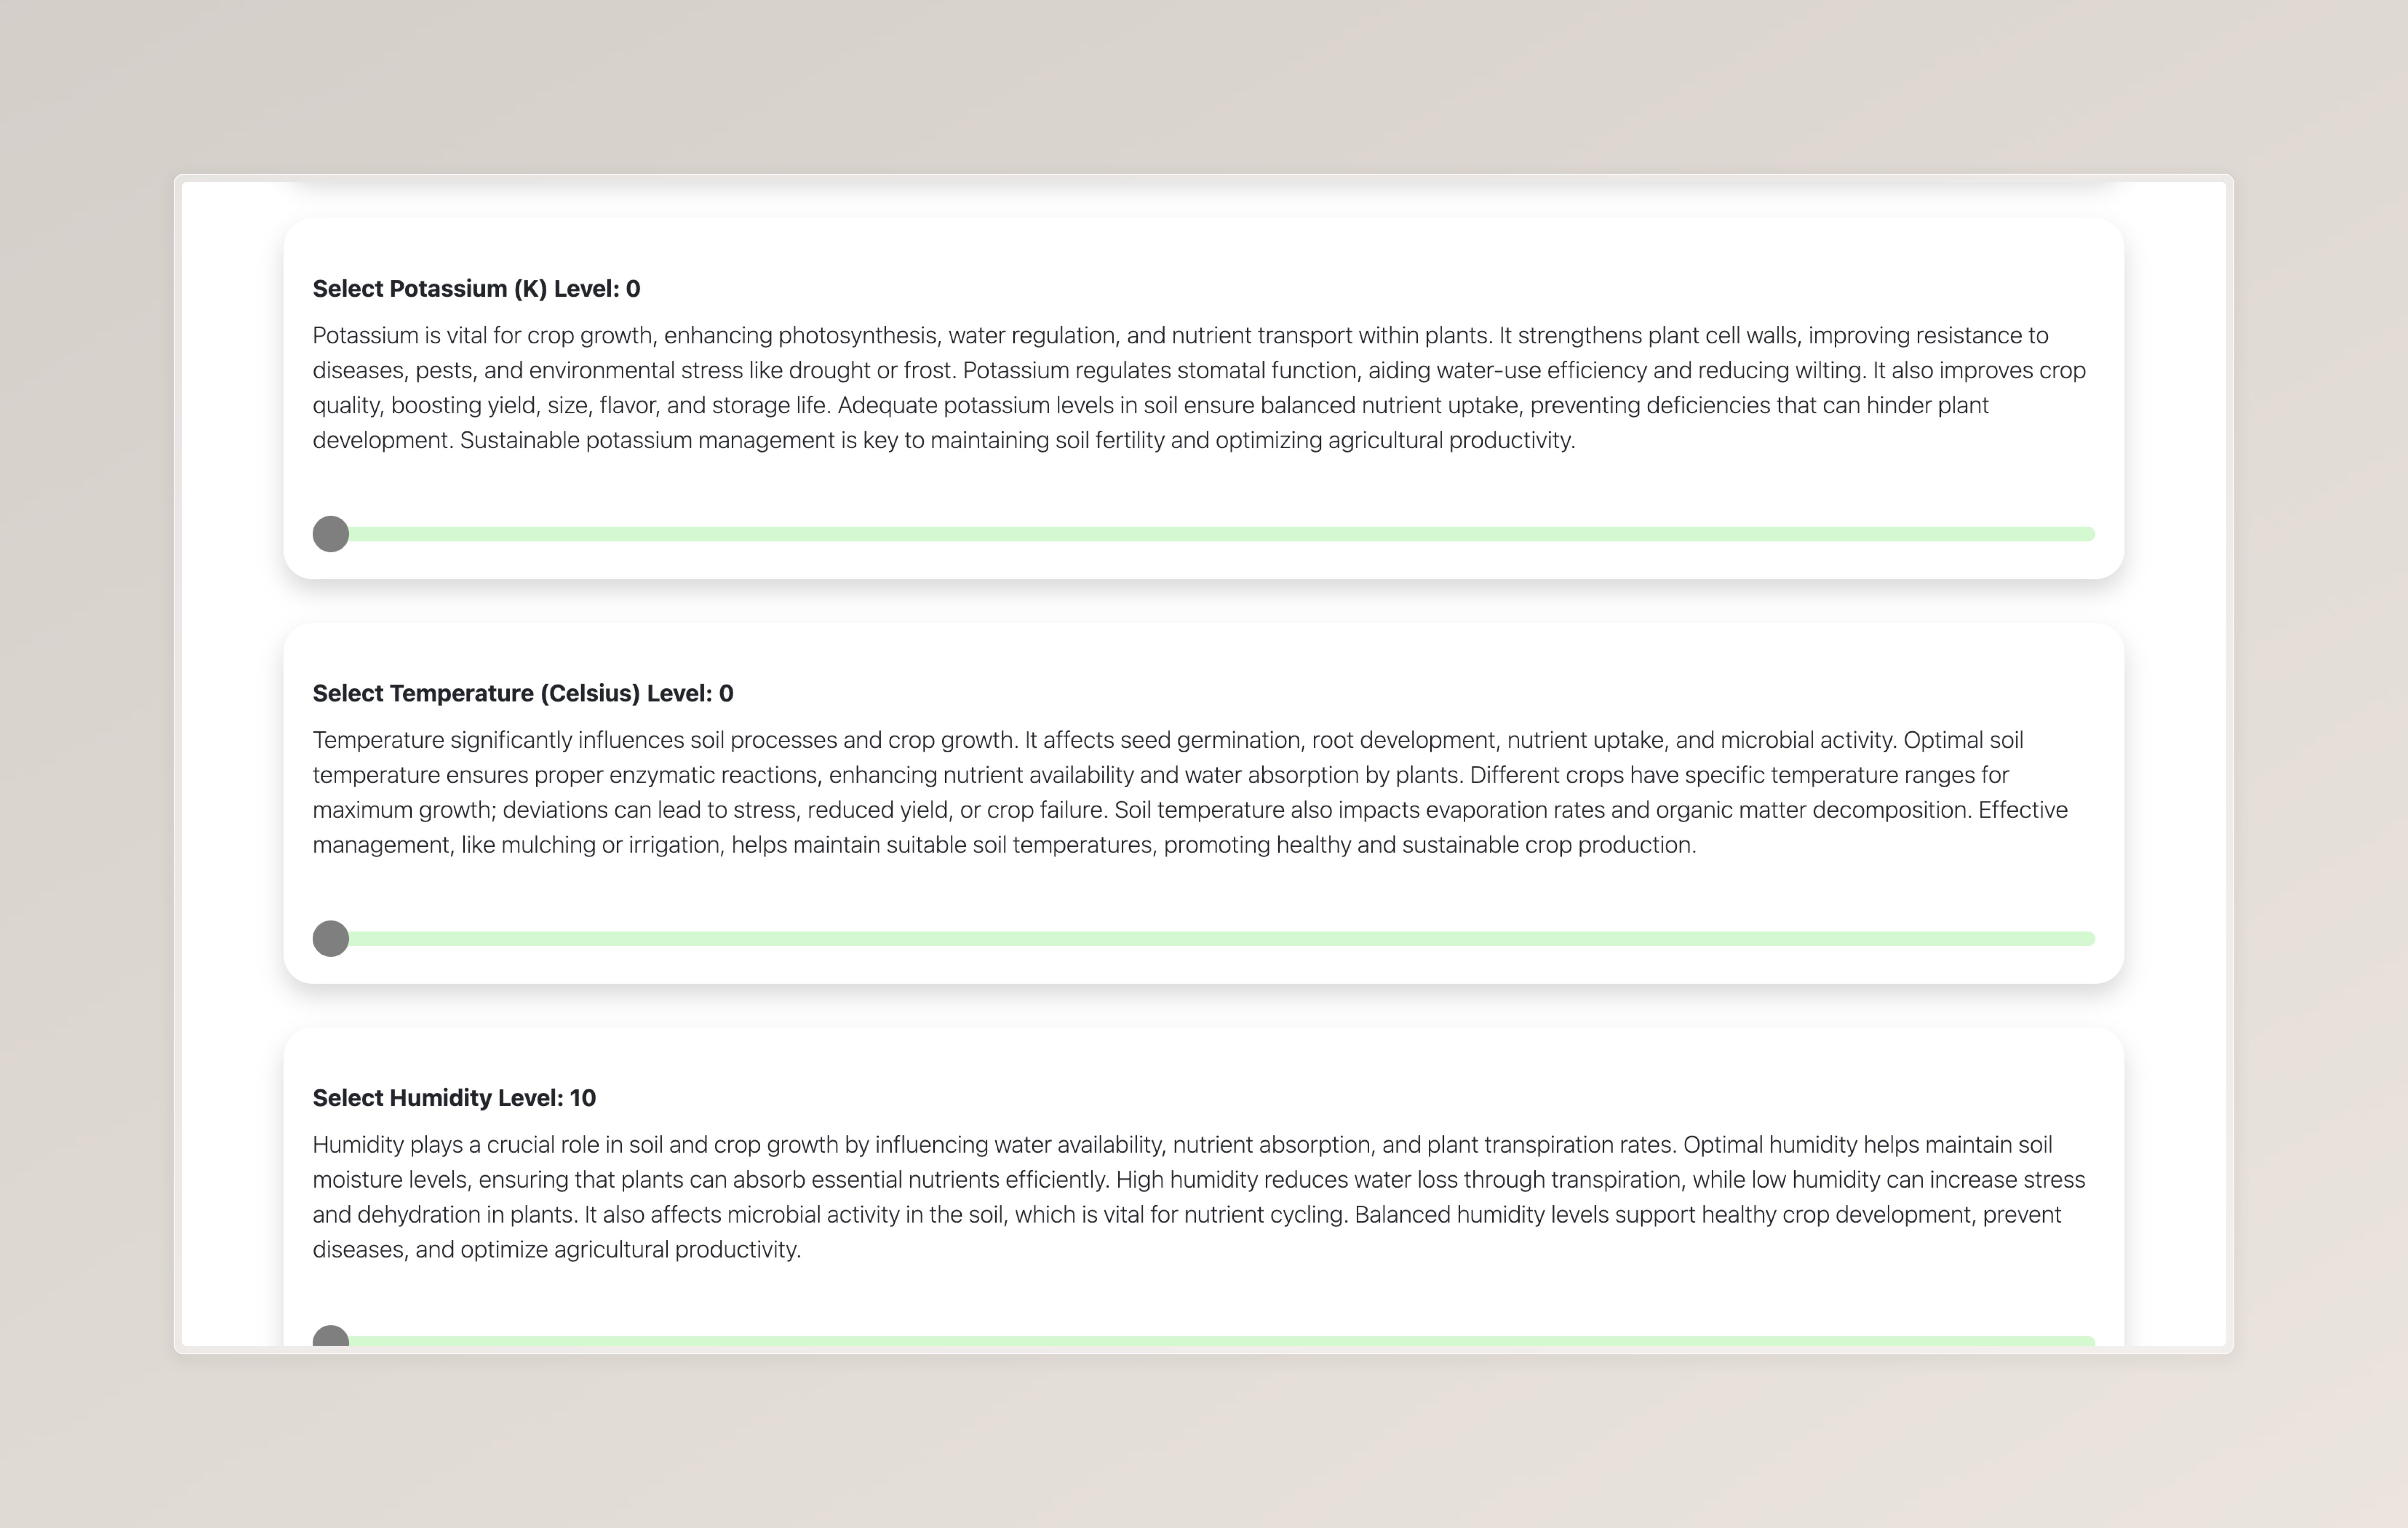 Select Potassium (K) Level: 0
Potassium is vital for crop growth, enhancing photosynthesis, water regulation, and nutrient transport within plants. It strengthens plant cell walls, improving resistance to
diseases, pests, and environmental stress like drought or frost. Potassium regulates stomatal function, aiding water-use efficiency and reducing wilting. It also improves crop
quality, boosting yield, size, flavor, and storage life. Adequate potassium levels in soil ensure balanced nutrient uptake, preventing deficiencies that can hinder plant
development. Sustainable potassium management is key to maintaining soil fertility and optimizing agricultural productivity.
Select Temperature (Celsius) Level: 0
Temperature significantly influences soil processes and crop growth. It affects seed germination, root development, nutrient uptake, and microbial activity. Optimal soil
temperature ensures proper enzymatic reactions, enhancing nutrient availability and water absorption by plants. Different crops have specific temperature ranges for
maximum growth; deviations can lead to stress, reduced yield, or crop failure. Soil temperature also impacts evaporation rates and organic matter decomposition. Effective
management, like mulching or irrigation, helps maintain suitable soil temperatures, promoting healthy and sustainable crop production.
Select Humidity Level: 10
Humidity plays a crucial role in soil and crop growth by influencing water availability, nutrient absorption, and plant transpiration rates. Optimal humidity helps maintain soil
moisture levels, ensuring that plants can absorb essential nutrients efficiently. High humidity reduces water loss through transpiration, while low humidity can increase stress
and dehydration in plants. It also affects microbial activity in the soil, which is vital for nutrient cycling. Balanced humidity levels support healthy crop development, prevent
diseases, and optimize agricultural productivity.